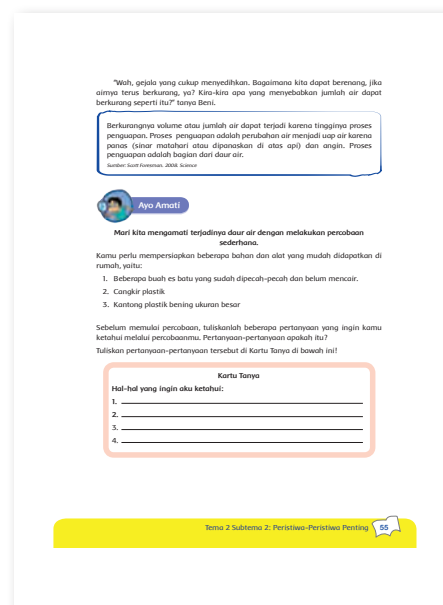 "Wah, gejala yang cukup menyedihkan. Bagaimana kita dapat berenang, jika
airnya terus berkurang, ya? Kira-kira apa yang menyebabkan jumlah air dapat
berkurang seperti itu?" tanya Beni.
Berkurangnya volume atau jumlah air dapat terjadi karena tingginya proses
penguapan. Proses penguapan adalah perubahan air menjadi uap air karena
panas (sinar matahari atau dipanaskan di atas api) dan angin. Proses
penguapan adalah bagian dari daur air.
Sumber: Scott Foresman. 2008. Science
Ayo Amati
Mari kita mengamati terjadinya daur air dengan melakukan percobaan
sederhana.
Kamu perlu mempersiapkan beberapa bahan dan alat yang mudah didapatkan di
rumah, yaitu:
1. Beberapa buah es batu yang sudah dipecah-pecah dan belum mencair.
2. Cangkir plastik
3. Kantong plastik bening ukuran besar
Sebelum memulai percobaan, tuliskanlah beberapa pertanyaan yang ingin kamu
ketahui melalui percobaanmu. Pertanyaan-pertanyaan apakah itu?
Tuliskan pertanyaan-pertanyaan tersebut di Kartu Tanya di bawah ini!
Kartu Tanya
Hal-hal yang ingin aku ketahui:
1.
2.
3.
4.
Tema 2 Subtema 2: Peristiwa-Peristiwa Penting 55